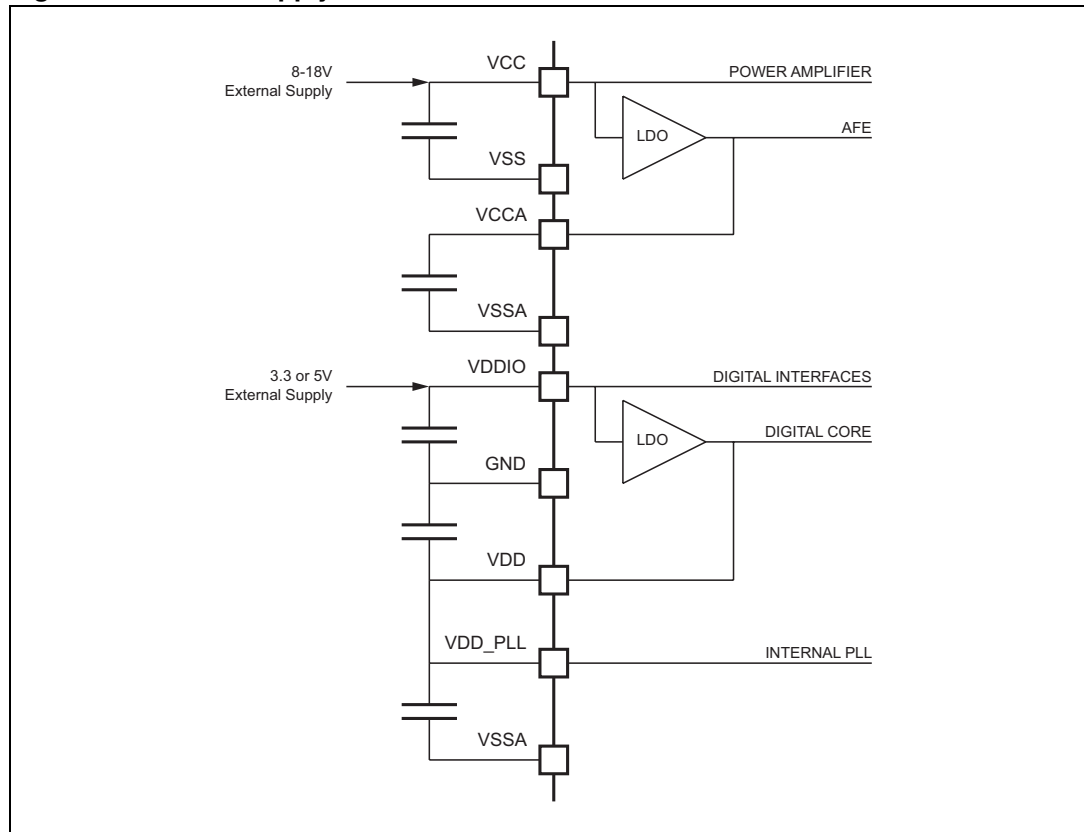 VCC
8-18V
External Supply
POWER AMPLIFIER
LDO
AFE
VSS
VCCA
VSSA
VDDIO
3.3 or 5V
External Supply
DIGITAL INTERFACES
LDO
DIGITAL CORE
GND
VDD
VDD_PLL
INTERNAL PLL
VSSA